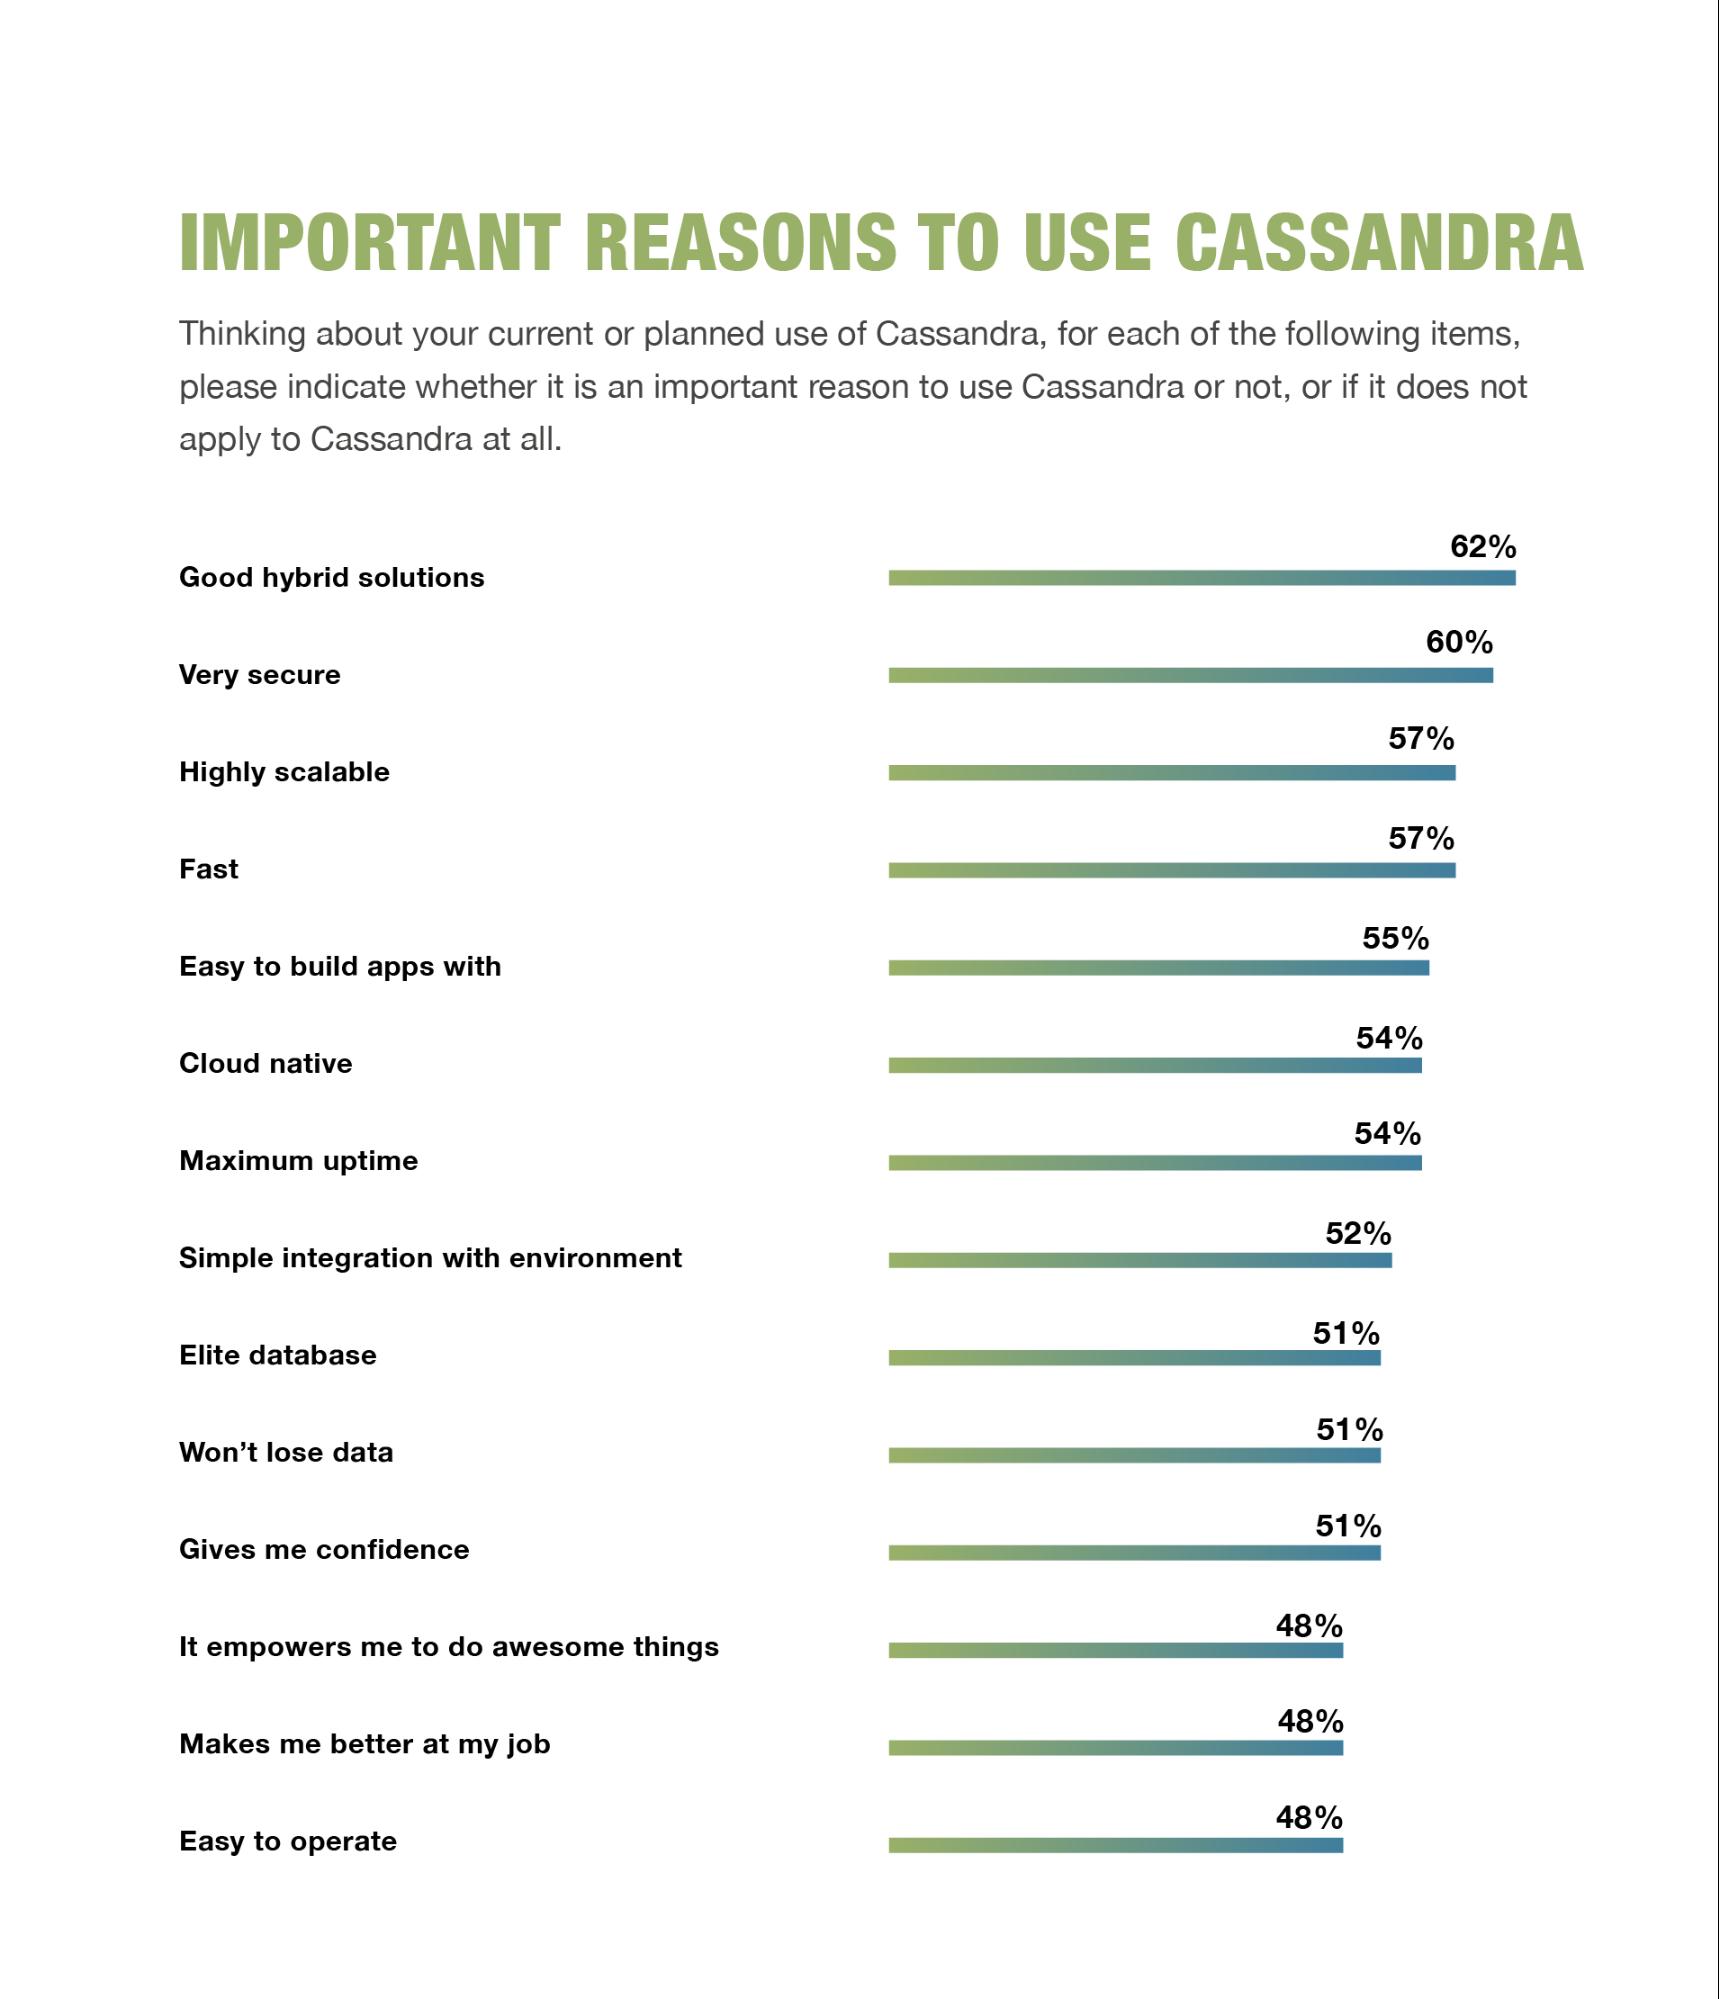 IMPORTANT REASONS TO USE CASSANDRA
Thinking about your current or planned use of Cassandra, for each of the following items,
please indicate whether it is an important reason to use Cassandra or not, or if it does not
apply to Cassandra at all.
Good hybrid solutions 62%
Very secure 60%
Highly scalable 57%
Fast 57%
Easy to build apps with 55%
Cloud native 54%
Maximum uptime 54%
Simple integration with environment 52%
Elite database 51%
Won’t lose data 51%
Gives me confidence 51%
It empowers me to do awesome things 48%
Makes me better at my job 48%
Easy to operate 48%